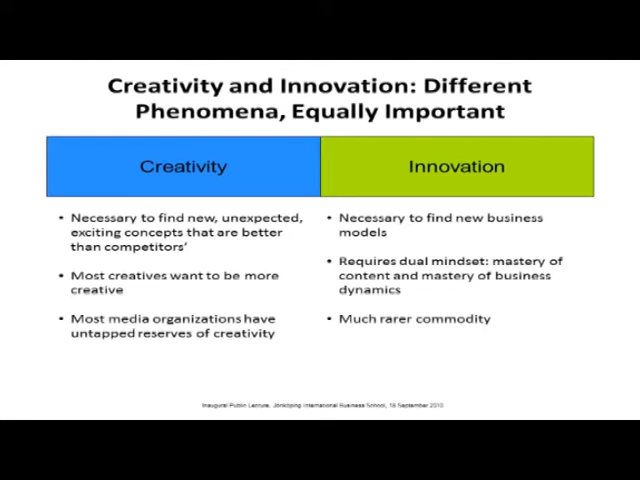 Creativity and Innovation: Different
Phenomena, Equally Important
Creativity
Innovation
• Necessary to find new, unexpected,
exciting concepts that are better
than competitors'
• Most creatives want to be more
creative
• Most media organizations have
untapped reserves of creativity
• Necessary to find new business
models
• Requires dual mindset: mastery of
content and mastery of business
dynamics
• Much rarer commodity
Inaugural Public Lecture, Jönköping International Business School, 16 September 2010